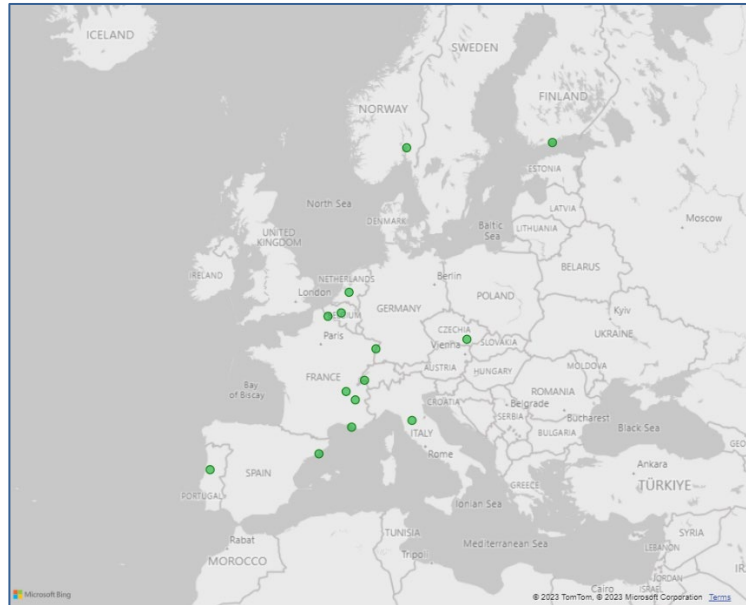 ICELAND
SWEDEN
NORWAY
FINLAND
ESTONIA
North Sea
LATVIA
Moscow
DENMARK
Baltic
Sea
LITHUANIA
UNITED
KINGDOM
IRELAND
BELARUS
NETHERLANDS
Berlin
London
POLAND
GERMANY
Kyiv
CZECHIA
UKRAINE
Paris
Vienna
SLOVAKIA
AUSTRIA
HUNGARY
MOLDOVA
FRANCE
Bay
of Biscay
ROMANIA
CROATIA
Belgrade
SERBIA
Bucharest
Black Sea
BULGARIA
GEO
ITALY
Rome
Ankara
SPAIN
TÜRKIYE
PORTUGAL
GREECE
Ionian Sea
SYRIA
TUNISIA
Rabat
Mediterranean Sea
LEBANON
MOROCCO
Tripoli
JORDAN
Cairo
ISRAEL
Microsoft Bing
© 2023 TomTom, © 2023 Microsoft Corporation Terms